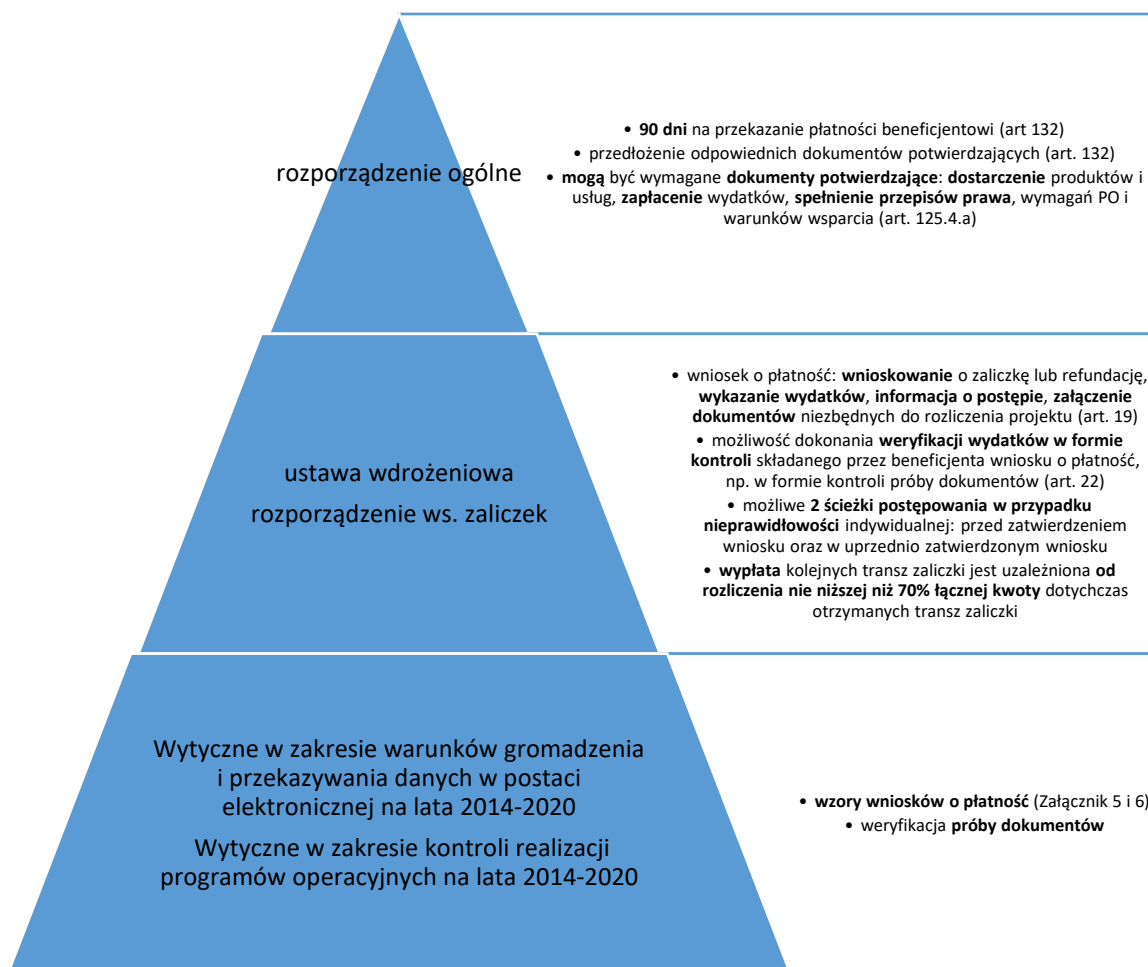 rozporządzenie ogólne
• 90 dni na przekazanie płatności beneficjentowi (art 132)
• przedłożenie odpowiednich dokumentów potwierdzających (art. 132)
• mogą być wymagane dokumenty potwierdzające: dostarczenie produktów i
usług, zapłacenie wydatków, spełnienie przepisów prawa, wymagań PO i
warunków wsparcia (art. 125.4.a)
ustawa wdrożeniowa
rozporządzenie ws. zaliczek
• wniosek o płatność: wnioskowanie o zaliczkę lub refundację,
wykazanie wydatków, informacja o postępie, załączenie
dokumentów niezbędnych do rozliczenia projektu (art. 19)
• możliwość dokonania weryfikacji wydatków w formie
kontroli składanego przez beneficjenta wniosku o płatność,
np. w formie kontroli próby dokumentów (art. 22)
• możliwe 2 ścieżki postępowania w przypadku
nieprawidłowości indywidualnej: przed zatwierdzeniem
wniosku oraz w uprzednio zatwierdzonym wniosku
• wypłata kolejnych transz zaliczki jest uzależniona od
rozliczenia nie niższej niż 70% łącznej kwoty dotychczas
otrzymanych transz zaliczki
Wytyczne w zakresie warunków gromadzenia
i przekazywania danych w postaci
elektronicznej na lata 2014-2020
Wytyczne w zakresie kontroli realizacji
programów operacyjnych na lata 2014-2020
• wzory wniosków o płatność (Załącznik 5 i 6)
• weryfikacja próby dokumentów